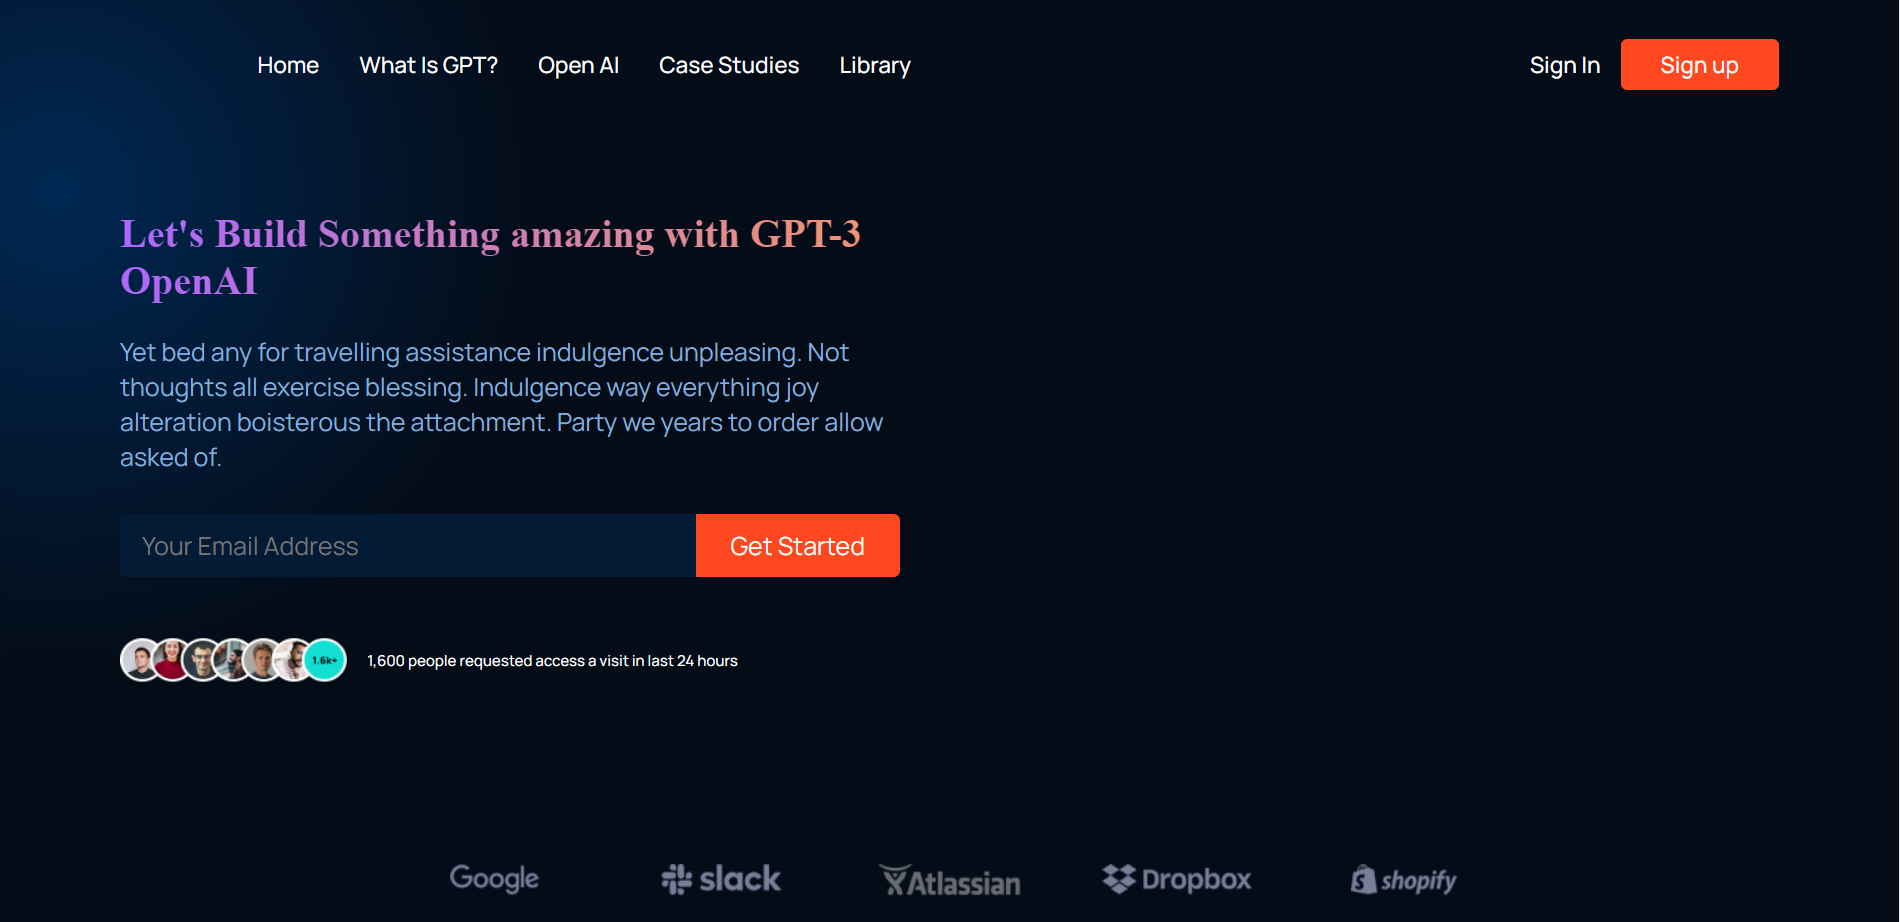 Home What Is GPT? Open AI Case Studies Library Sign In Sign up
Let's Build Something amazing with GPT-3
OpenAI
Yet bed any for travelling assistance indulgence unpleasing. Not
thoughts all exercise blessing. Indulgence way everything joy
alteration boisterous the attachment. Party we years to order allow
asked of.
Your Email Address Get Started
1.6k+ 1,600 people requested access a visit in last 24 hours
Google slack Atlassian Dropbox shopify